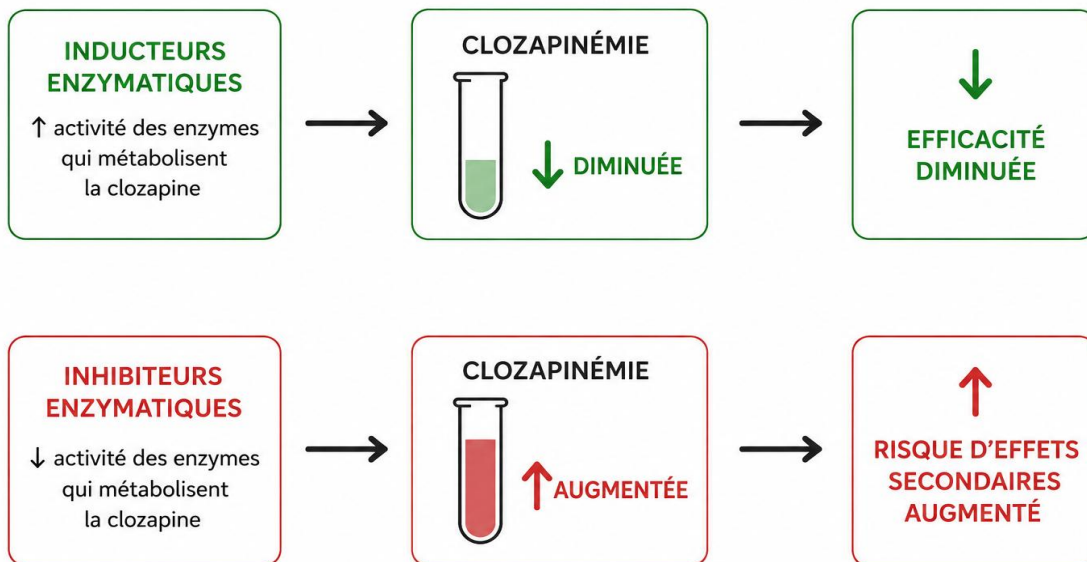 INDUCTEURS
ENZYMATIQUES
↑ activité des enzymes
qui métabolisent
la clozapine
CLOZAPINÉMIE
↓ DIMINUÉE
↓
EFFICACITÉ
DIMINUÉE
INHIBITEURS
ENZYMATIQUES
↓ activité des enzymes
qui métabolisent
la clozapine
CLOZAPINÉMIE
↑ AUGMENTÉE
↑
RISQUE D'EFFETS
SECONDAIRES
AUGMENTÉ